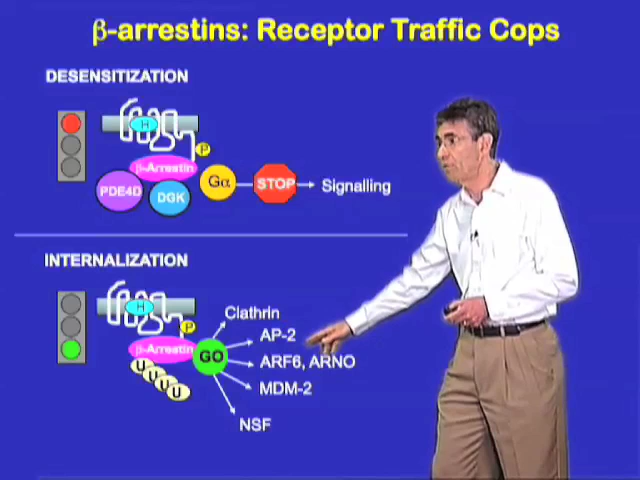 β-arrestins: Receptor Traffic Cops
DESENSITIZATION
H
P
β-Arrestin
PDE4D
DGK
Gα
STOP
Signalling
INTERNALIZATION
H
P
β-Arrestin
GO
U
U
U
U
Clathrin
AP-2
ARF6, ARNO
MDM-2
NSF